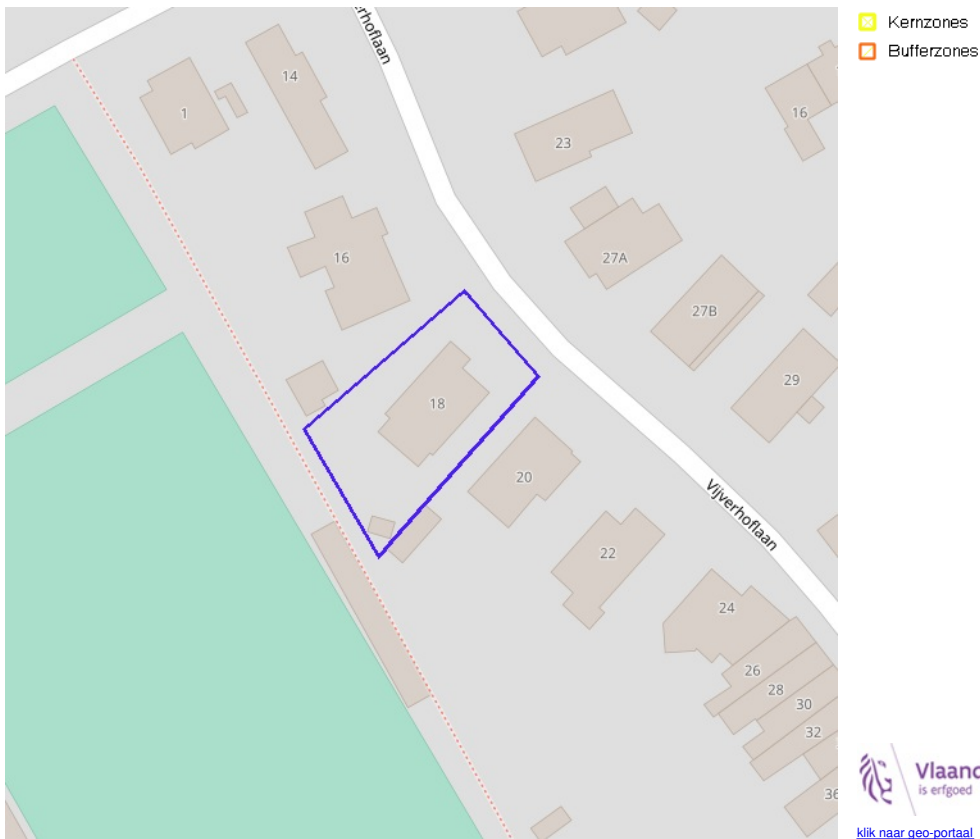 Kernzones
Bufferzones
erhoflaan
14
1
16
23
16
27A
27B
18
29
20
Vijverhoflaan
22
24
26
28
30
32
36
Vlaand
is erfgoed
klik naar geo-portaal